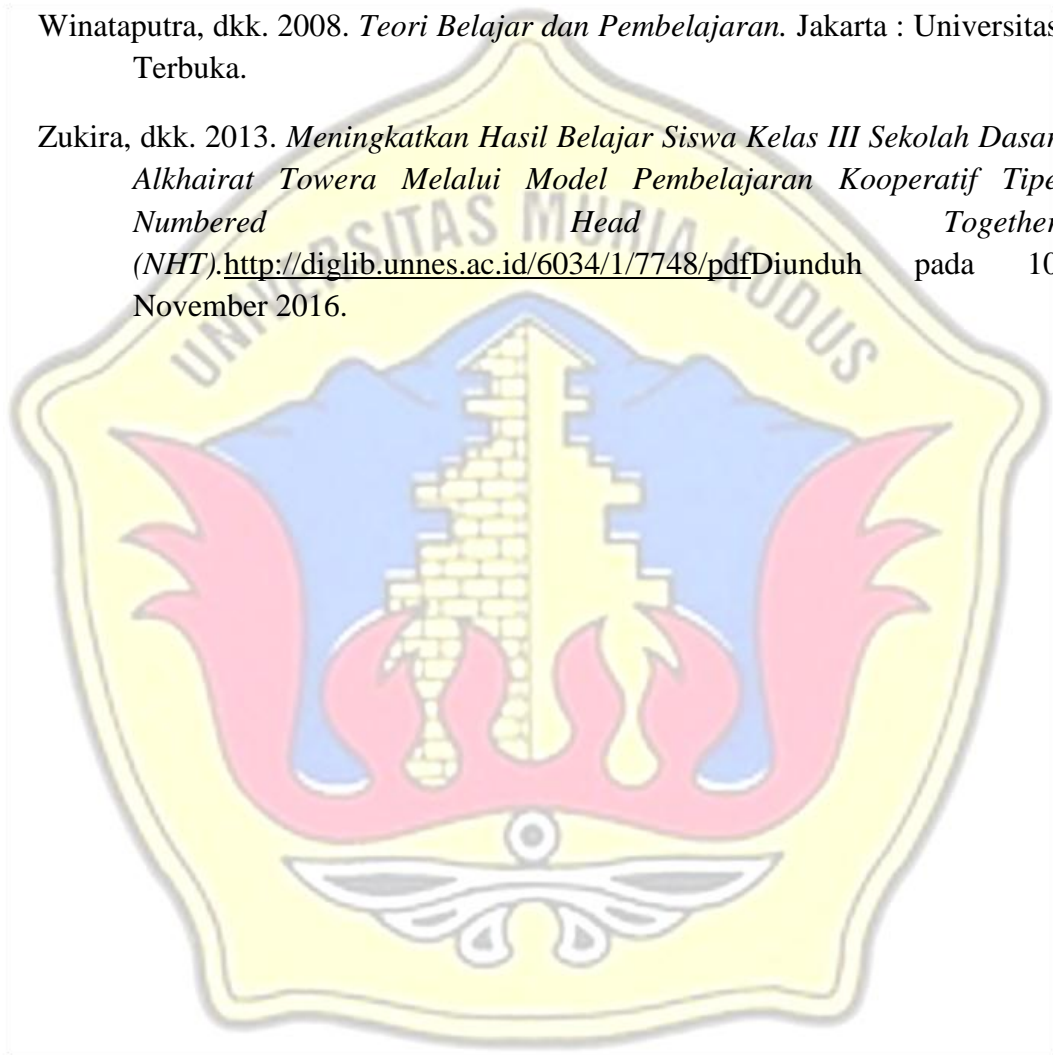 Winataputra, dkk. 2008. Teori Belajar dan Pembelajaran. Jakarta : Universitas
Terbuka.
Zukira, dkk. 2013. Meningkatkan Hasil Belajar Siswa Kelas III Sekolah Dasar
Alkhairat Towera Melalui Model Pembelajaran Kooperatif Tipe
Numbered Head Together
(NHT).http://diglib.unnes.ac.id/6034/1/7748/pdfDiunduh pada 10
November 2016.
UNIVERSITAS MURIA KUDUS